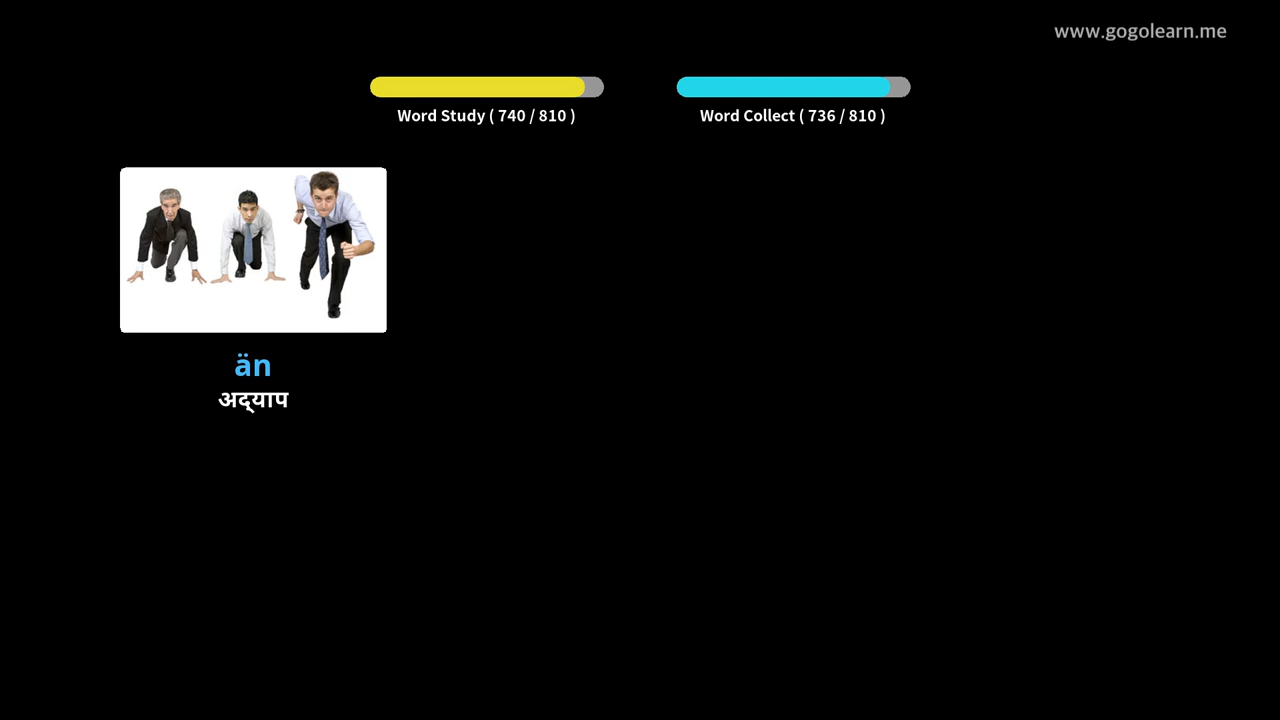 www.gogolearn.me
Word Study ( 740 / 810 )
Word Collect ( 736 / 810 )
än
अद्‌याप